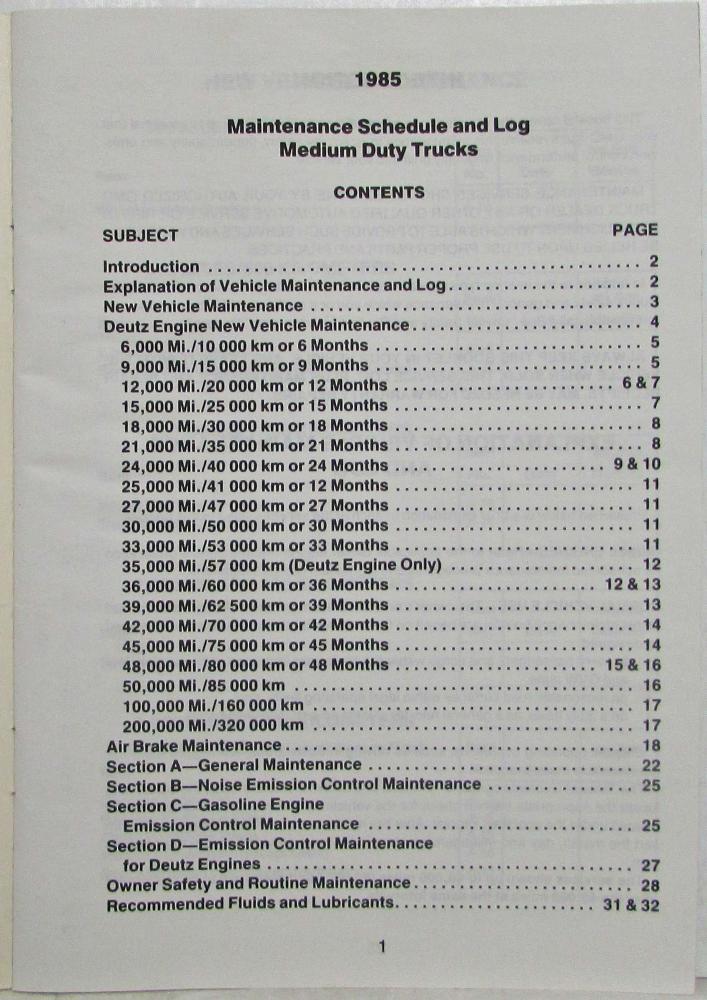 1985
Maintenance Schedule and Log
Medium Duty Trucks
CONTENTS
SUBJECT PAGE
Introduction ........................................ 2
Explanation of Vehicle Maintenance and Log .................. 2
New Vehicle Maintenance ............................... 3
Deutz Engine New Vehicle Maintenance ..................... 4
6,000 Mi./10 000 km or 6 Months ........................ 5
9,000 Mi./15 000 km or 9 Months ........................ 5
12,000 Mi./20 000 km or 12 Months .................... 6 & 7
15,000 Mi./25 000 km or 15 Months ...................... 7
18,000 Mi./30 000 km or 18 Months ...................... 8
21,000 Mi./35 000 km or 21 Months ...................... 8
24,000 Mi./40 000 km or 24 Months ................... 9 & 10
25,000 Mi./41 000 km or 12 Months ..................... 11
27,000 Mi./47 000 km or 27 Months ..................... 11
30,000 Mi./50 000 km or 30 Months ..................... 11
33,000 Mi./53 000 km or 33 Months ..................... 11
35,000 Mi./57 000 km (Deutz Engine Only) ................ 12
36,000 Mi./60 000 km or 36 Months .................. 12 & 13
39,000 Mi./62 500 km or 39 Months ..................... 13
42,000 Mi./70 000 km or 42 Months ..................... 14
45,000 Mi./75 000 km or 45 Months ..................... 14
48,000 Mi./80 000 km or 48 Months .................. 15 & 16
50,000 Mi./85 000 km ............................... 16
100,000 Mi./160 000 km ............................. 17
200,000 Mi./320 000 km ............................. 17
Air Brake Maintenance ................................ 18
Section A—General Maintenance ........................ 22
Section B—Noise Emission Control Maintenance ............. 25
Section C—Gasoline Engine
Emission Control Maintenance ........................ 25
Section D—Emission Control Maintenance
for Deutz Engines ................................. 27
Owner Safety and Routine Maintenance .................... 28
Recommended Fluids and Lubricants .................. 31 & 32
1